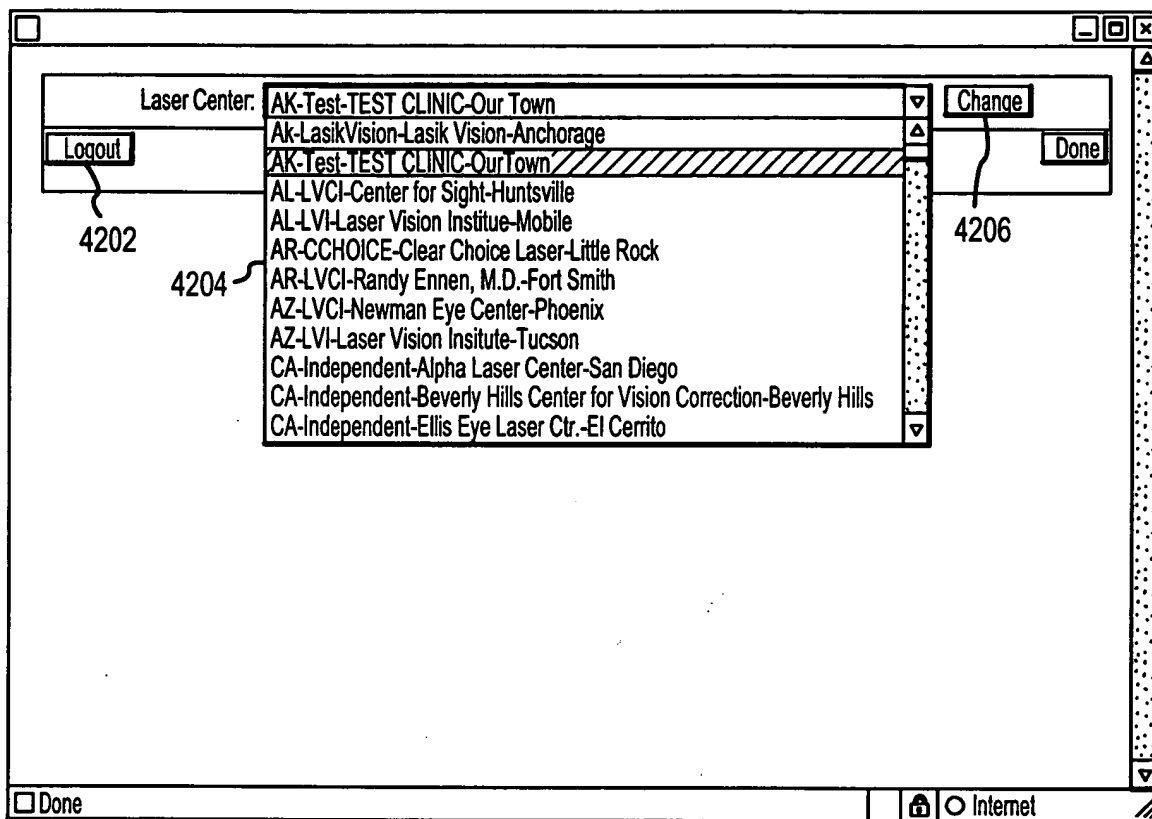 Laser Center: AK-Test-TEST CLINIC-Our Town Change
Ak-LasikVision-Lasik Vision-Anchorage
Logout Done
AK-Test-TEST CLINIC-OurTown
AL-LVCI-Center for Sight-Huntsville
AL-LVI-Laser Vision Institue-Mobile
4202 4206
AR-CCHOICE-Clear Choice Laser-Little Rock
4204
AR-LVCI-Randy Ennen, M.D.-Fort Smith
AZ-LVCI-Newman Eye Center-Phoenix
AZ-LVI-Laser Vision Insitute-Tucson
CA-Independent-Alpha Laser Center-San Diego
CA-Independent-Beverly Hills Center for Vision Correction-Beverly Hills
CA-Independent-Ellis Eye Laser Ctr.-El Cerrito
Done Internet